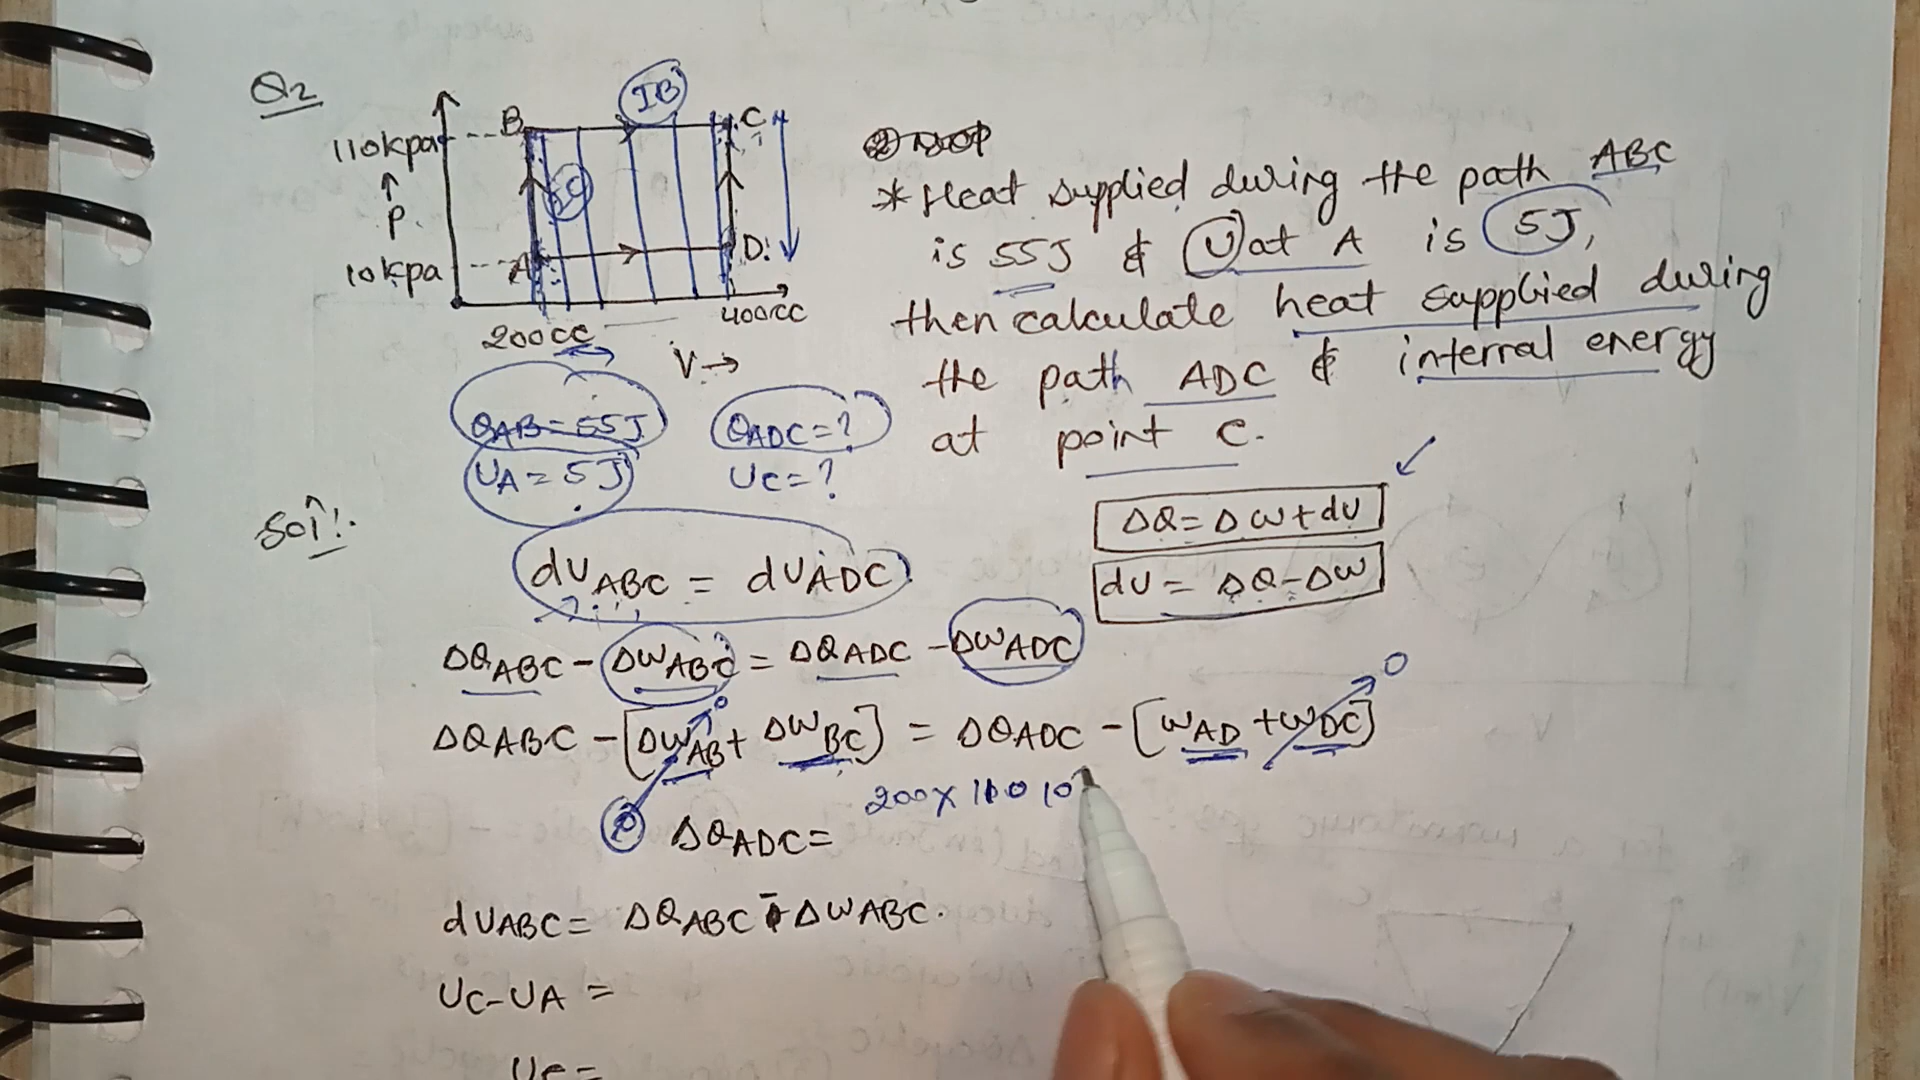 Q2
IB
B
C
110kpa
↑
P
IC
10kpa
A
D
200cc
400cc
V→
* Heat supplied during the path ABC
is 55J & U at A is 5J,
then calculate heat supplied during
the path ADC & internal energy
at point C.
QAB=55J
QADC=?
UA=5J
UC=?
Sol:
ΔQ=ΔW+dU
dU=ΔQ-ΔW
dUABC = dUADC
ΔQABC - ΔWABC = ΔQADC - ΔWADC
0
0
ΔQABC - [ΔWAB + ΔWBC] = ΔQADC - [WAD + WDC]
200 x 110 10
ΔQADC =
dUABC = ΔQABC - ΔWABC.
UC-UA =
UC =